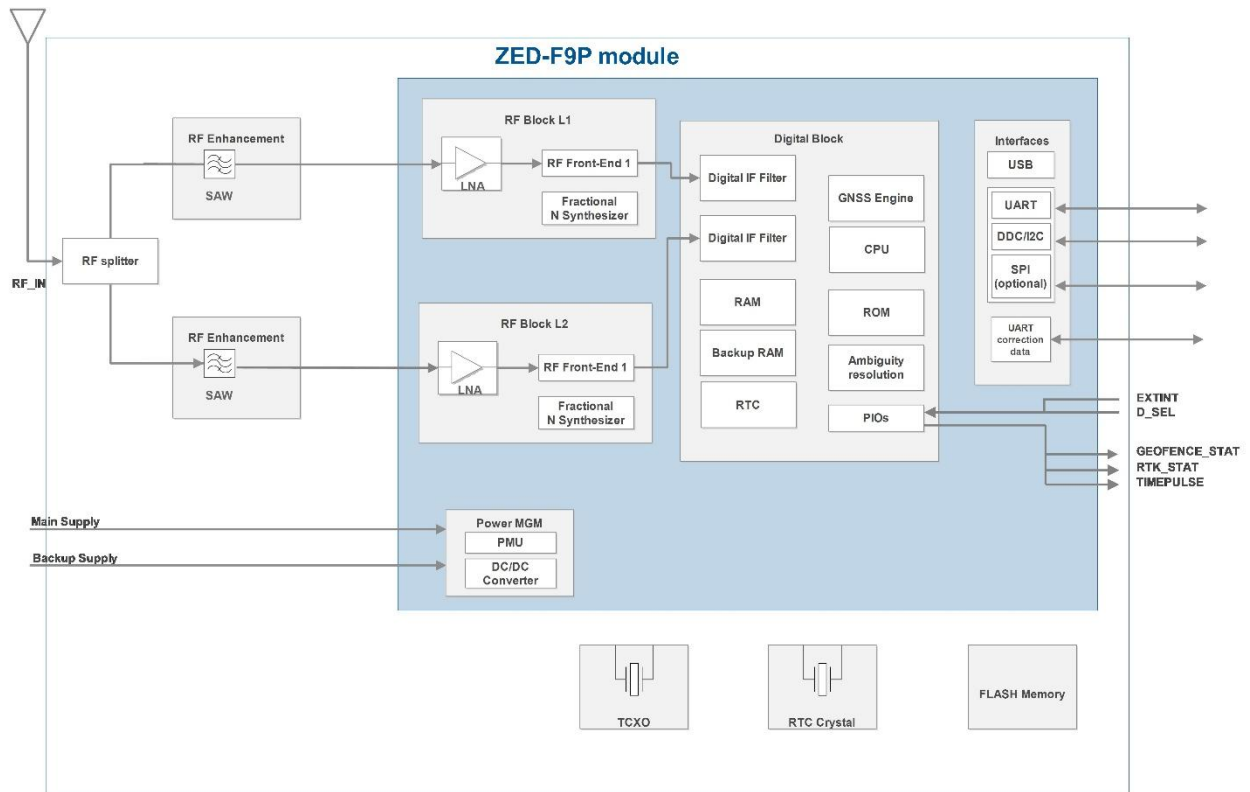 ZED-F9P module
RF_IN
RF splitter
RF Enhancement
SAW
RF Enhancement
SAW
RF Block L1
LNA
RF Front-End 1
Fractional
N Synthesizer
RF Block L2
LNA
RF Front-End 1
Fractional
N Synthesizer
Digital Block
Digital IF Filter
Digital IF Filter
RAM
Backup RAM
RTC
GNSS Engine
CPU
ROM
Ambiguity
resolution
PIOs
Interfaces
USB
UART
DDC/I2C
SPI
(optional)
UART
correction
data
EXTINT
D_SEL
GEOFENCE_STAT
RTK_STAT
TIMEPULSE
Main Supply
Backup Supply
Power MGM
PMU
DC/DC
Converter
TCXO
RTC Crystal
FLASH Memory